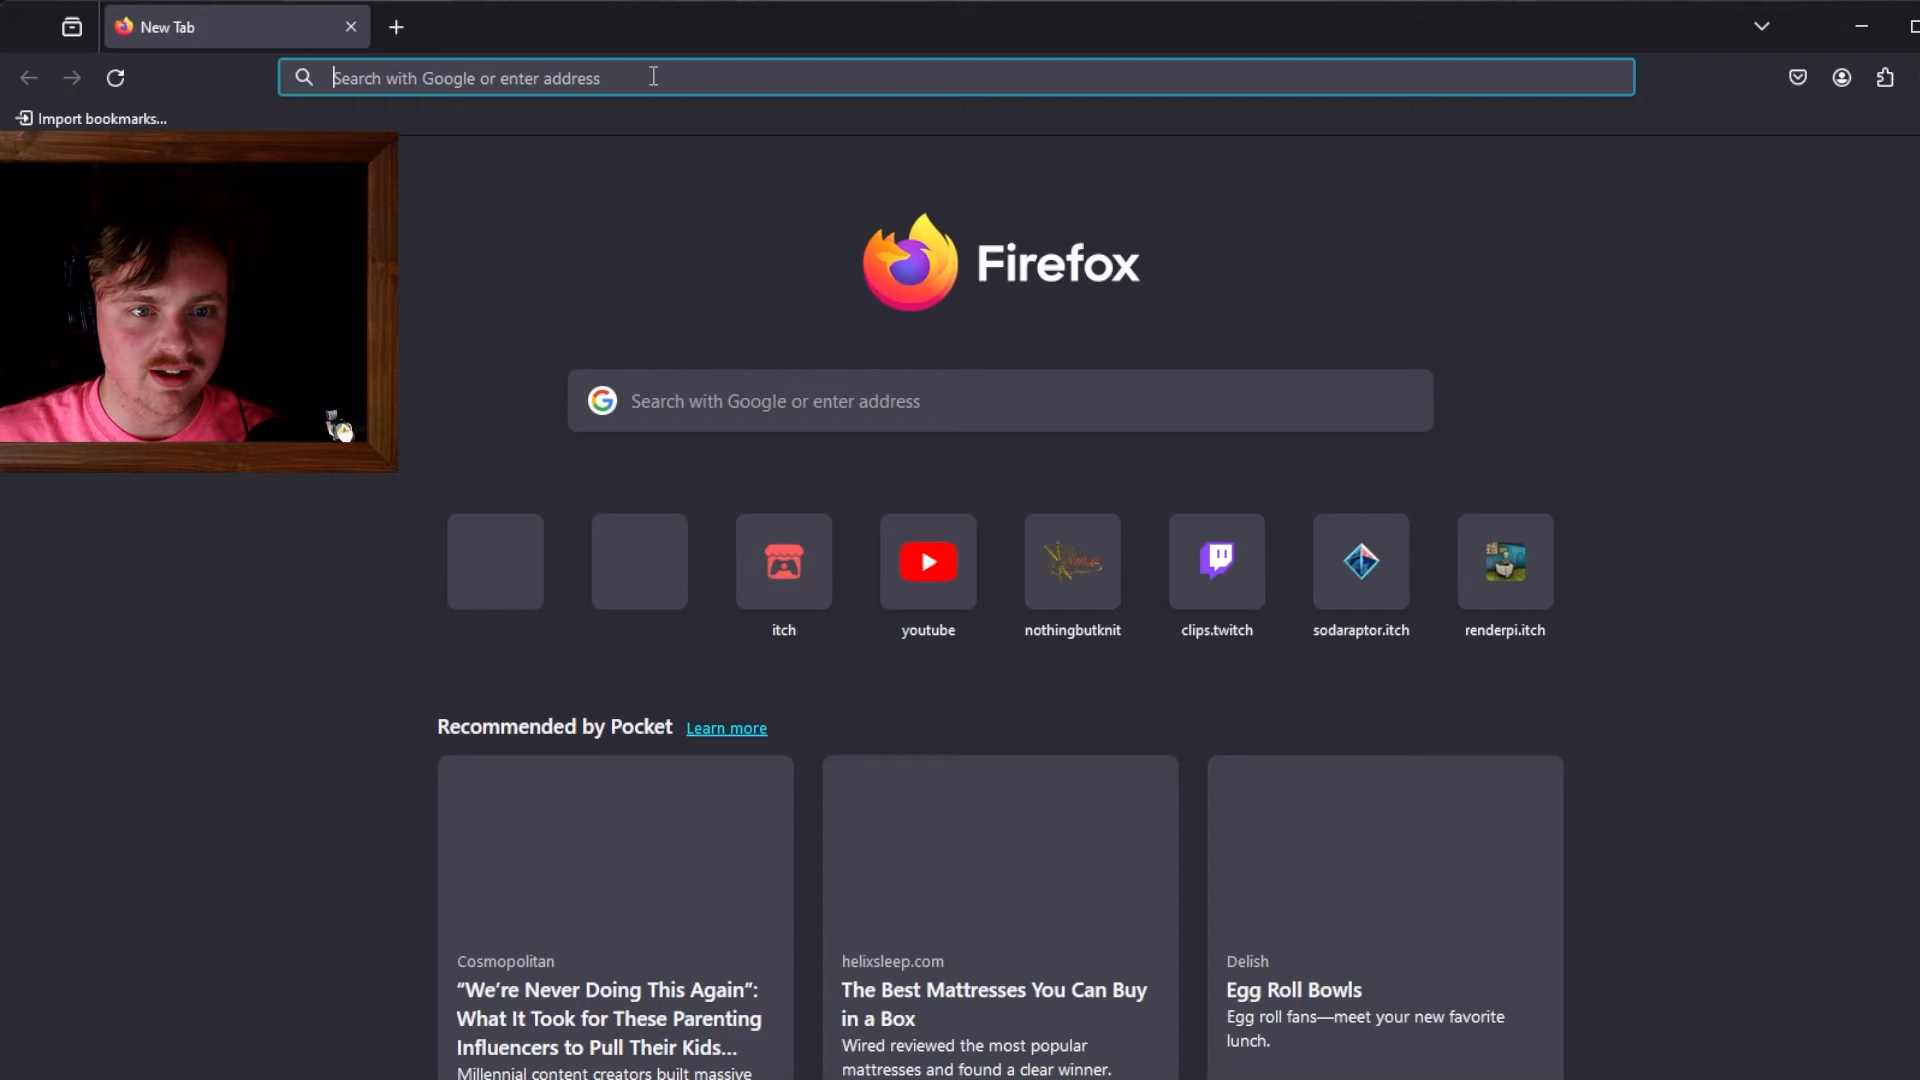 New Tab
Search with Google or enter address
Import bookmarks...
Firefox
Search with Google or enter address
itch
youtube
nothingbutknit
clips.twitch
sodaraptor.itch
renderpi.itch
Recommended by Pocket Learn more
Cosmopolitan
“We’re Never Doing This Again”:
What It Took for These Parenting
Influencers to Pull Their Kids...
Millennial content creators built massive
helixsleep.com
The Best Mattresses You Can Buy
in a Box
Wired reviewed the most popular
mattresses and found a clear winner.
Delish
Egg Roll Bowls
Egg roll fans—meet your new favorite
lunch.